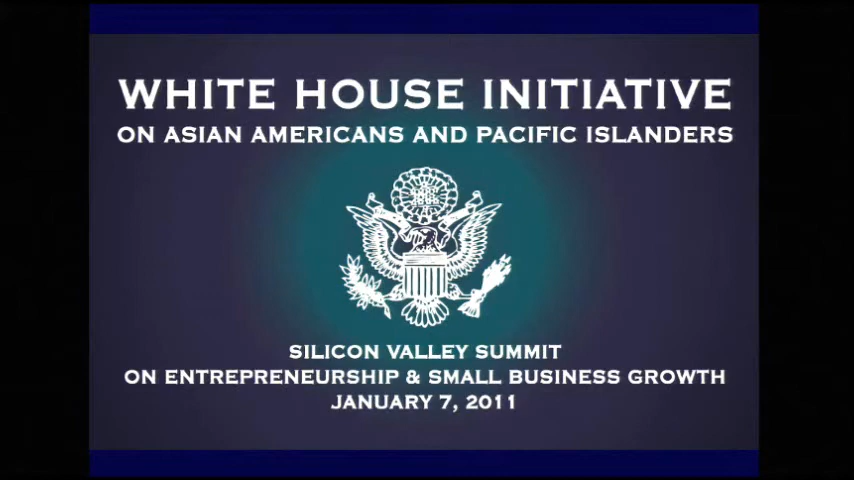 WHITE HOUSE INITIATIVE
ON ASIAN AMERICANS AND PACIFIC ISLANDERS
SILICON VALLEY SUMMIT
ON ENTREPRENEURSHIP & SMALL BUSINESS GROWTH
JANUARY 7, 2011